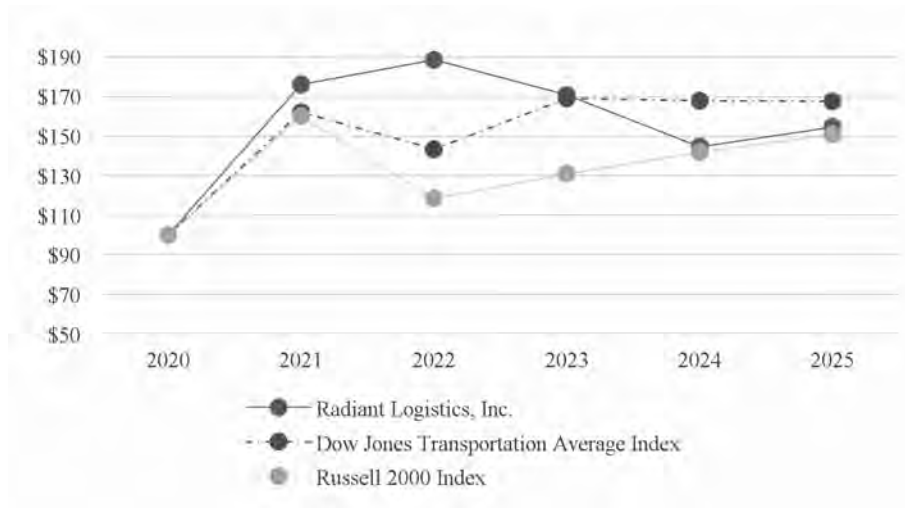 $190
$170
$150
$130
$110
$90
$70
$50
2020 2021 2022 2023 2024 2025
Radiant Logistics, Inc.
Dow Jones Transportation Average Index
Russell 2000 Index